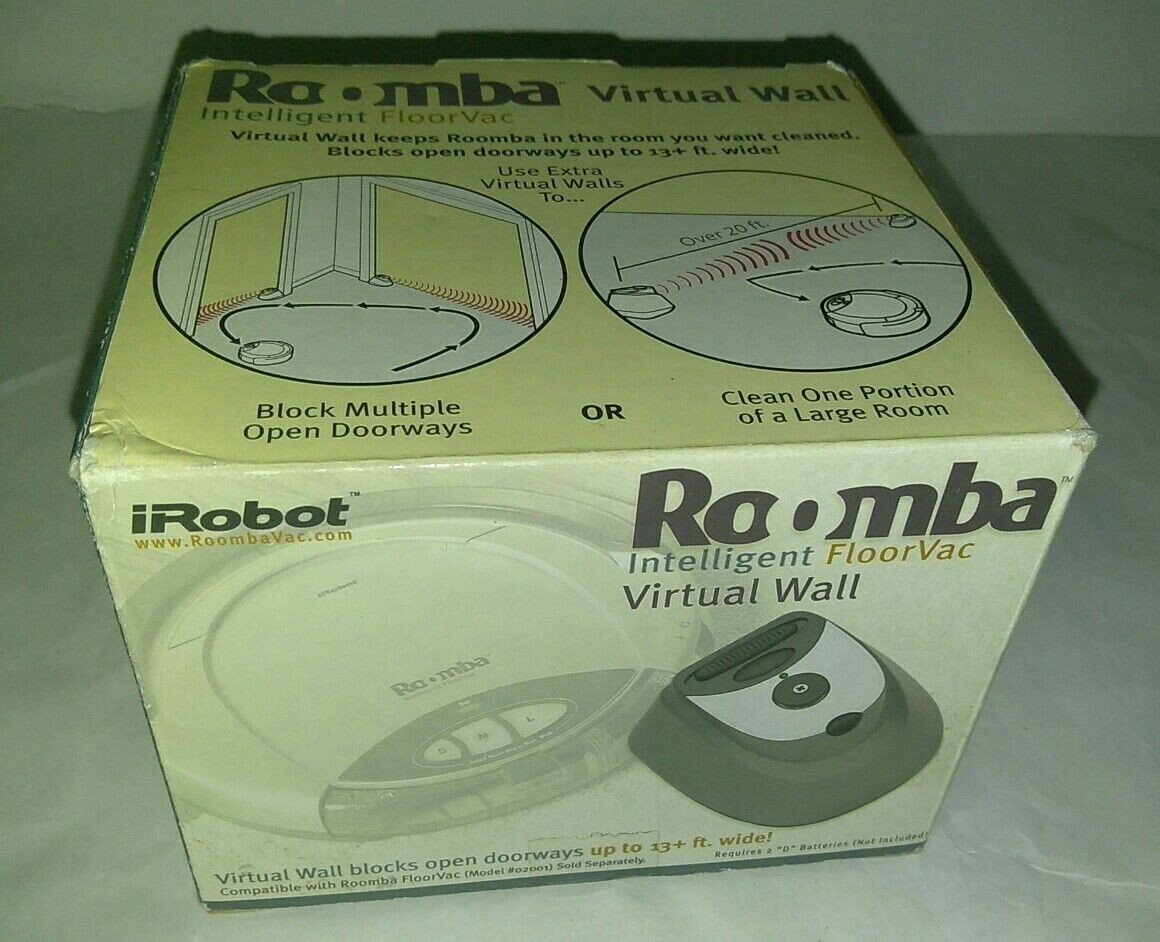 Roomba™ Virtual Wall
Intelligent FloorVac
Virtual Wall keeps Roomba in the room you want cleaned.
Blocks open doorways up to 13+ ft. wide!
Use Extra
Virtual Walls
To...
Over 20 ft.
Block Multiple
Open Doorways
OR
Clean One Portion
of a Large Room
iRobot™
www.RoombaVac.com
Roomba™
Intelligent FloorVac
Virtual Wall
iRobot
Roomba
S M L
Virtual Wall blocks open doorways up to 13+ ft. wide!
Compatible with Roomba FloorVac (Model #02001) Sold Separately.
Requires 2 "D" Batteries (Not Included)